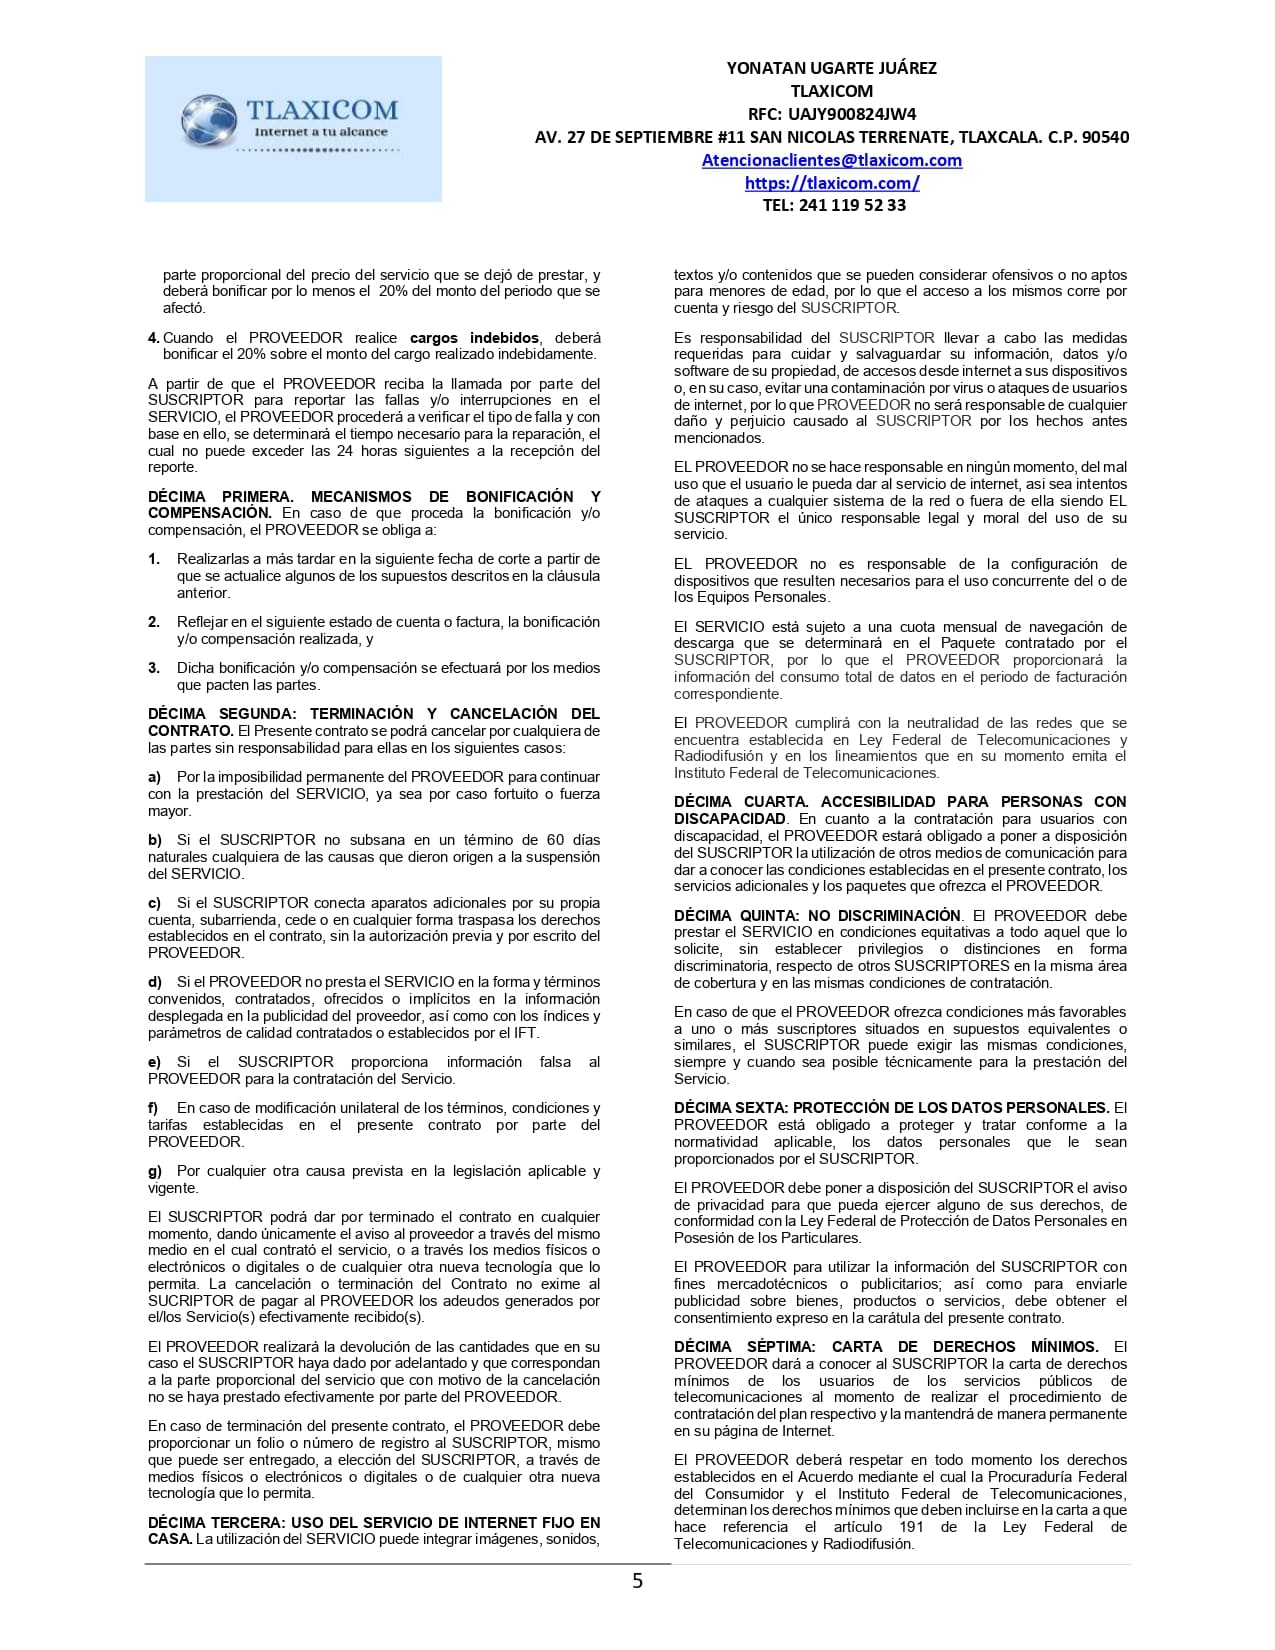 TLAXICOM
Internet a tu alcance
YONATAN UGARTE JUÁREZ
TLAXICOM
RFC: UAJY900824JW4
AV. 27 DE SEPTIEMBRE #11 SAN NICOLAS TERRENATE, TLAXCALA. C.P. 90540
Atencionaclientes@tlaxicom.com
https://tlaxicom.com/
TEL: 241 119 52 33
parte proporcional del precio del servicio que se dejó de prestar, y
deberá bonificar por lo menos el 20% del monto del periodo que se
afectó.
4. Cuando el PROVEEDOR realice cargos indebidos, deberá
bonificar el 20% sobre el monto del cargo realizado indebidamente.
A partir de que el PROVEEDOR reciba la llamada por parte del
SUSCRIPTOR para reportar las fallas y/o interrupciones en el
SERVICIO, el PROVEEDOR procederá a verificar el tipo de falla y con
base en ello, se determinará el tiempo necesario para la reparación, el
cual no puede exceder las 24 horas siguientes a la recepción del
reporte.
DÉCIMA PRIMERA. MECANISMOS DE BONIFICACIÓN Y
COMPENSACIÓN. En caso de que proceda la bonificación y/o
compensación, el PROVEEDOR se obliga a:
1. Realizarlas a más tardar en la siguiente fecha de corte a partir de
que se actualice algunos de los supuestos descritos en la cláusula
anterior.
2. Reflejar en el siguiente estado de cuenta o factura, la bonificación
y/o compensación realizada, y
3. Dicha bonificación y/o compensación se efectuará por los medios
que pacten las partes.
DÉCIMA SEGUNDA: TERMINACIÓN Y CANCELACIÓN DEL
CONTRATO. El Presente contrato se podrá cancelar por cualquiera de
las partes sin responsabilidad para ellas en los siguientes casos:
a) Por la imposibilidad permanente del PROVEEDOR para continuar
con la prestación del SERVICIO, ya sea por caso fortuito o fuerza
mayor.
b) Si el SUSCRIPTOR no subsana en un término de 60 días
naturales cualquiera de las causas que dieron origen a la suspensión
del SERVICIO.
c) Si el SUSCRIPTOR conecta aparatos adicionales por su propia
cuenta, subarrienda, cede o en cualquier forma traspasa los derechos
establecidos en el contrato, sin la autorización previa y por escrito del
PROVEEDOR.
d) Si el PROVEEDOR no presta el SERVICIO en la forma y términos
convenidos, contratados, ofrecidos o implícitos en la información
desplegada en la publicidad del proveedor, así como con los índices y
parámetros de calidad contratados o establecidos por el IFT.
e) Si el SUSCRIPTOR proporciona información falsa al
PROVEEDOR para la contratación del Servicio.
f) En caso de modificación unilateral de los términos, condiciones y
tarifas establecidas en el presente contrato por parte del
PROVEEDOR.
g) Por cualquier otra causa prevista en la legislación aplicable y
vigente.
El SUSCRIPTOR podrá dar por terminado el contrato en cualquier
momento, dando únicamente el aviso al proveedor a través del mismo
medio en el cual contrató el servicio, o a través los medios físicos o
electrónicos o digitales o de cualquier otra nueva tecnología que lo
permita. La cancelación o terminación del Contrato no exime al
SUCRIPTOR de pagar al PROVEEDOR los adeudos generados por
el/los Servicio(s) efectivamente recibido(s).
El PROVEEDOR realizará la devolución de las cantidades que en su
caso el SUSCRIPTOR haya dado por adelantado y que correspondan
a la parte proporcional del servicio que con motivo de la cancelación
no se haya prestado efectivamente por parte del PROVEEDOR.
En caso de terminación del presente contrato, el PROVEEDOR debe
proporcionar un folio o número de registro al SUSCRIPTOR, mismo
que puede ser entregado, a elección del SUSCRIPTOR, a través de
medios físicos o electrónicos o digitales o de cualquier otra nueva
tecnología que lo permita.
DÉCIMA TERCERA: USO DEL SERVICIO DE INTERNET FIJO EN
CASA. La utilización del SERVICIO puede integrar imágenes, sonidos,
textos y/o contenidos que se pueden considerar ofensivos o no aptos
para menores de edad, por lo que el acceso a los mismos corre por
cuenta y riesgo del SUSCRIPTOR.
Es responsabilidad del SUSCRIPTOR llevar a cabo las medidas
requeridas para cuidar y salvaguardar su información, datos y/o
software de su propiedad, de accesos desde internet a sus dispositivos
o, en su caso, evitar una contaminación por virus o ataques de usuarios
de internet, por lo que PROVEEDOR no será responsable de cualquier
daño y perjuicio causado al SUSCRIPTOR por los hechos antes
mencionados.
EL PROVEEDOR no se hace responsable en ningún momento, del mal
uso que el usuario le pueda dar al servicio de internet, asi sea intentos
de ataques a cualquier sistema de la red o fuera de ella siendo EL
SUSCRIPTOR el único responsable legal y moral del uso de su
servicio.
EL PROVEEDOR no es responsable de la configuración de
dispositivos que resulten necesarios para el uso concurrente del o de
los Equipos Personales.
El SERVICIO está sujeto a una cuota mensual de navegación de
descarga que se determinará en el Paquete contratado por el
SUSCRIPTOR, por lo que el PROVEEDOR proporcionará la
información del consumo total de datos en el periodo de facturación
correspondiente.
El PROVEEDOR cumplirá con la neutralidad de las redes que se
encuentra establecida en Ley Federal de Telecomunicaciones y
Radiodifusión y en los lineamientos que en su momento emita el
Instituto Federal de Telecomunicaciones.
DÉCIMA CUARTA. ACCESIBILIDAD PARA PERSONAS CON
DISCAPACIDAD. En cuanto a la contratación para usuarios con
discapacidad, el PROVEEDOR estará obligado a poner a disposición
del SUSCRIPTOR la utilización de otros medios de comunicación para
dar a conocer las condiciones establecidas en el presente contrato, los
servicios adicionales y los paquetes que ofrezca el PROVEEDOR.
DÉCIMA QUINTA: NO DISCRIMINACIÓN. El PROVEEDOR debe
prestar el SERVICIO en condiciones equitativas a todo aquel que lo
solicite, sin establecer privilegios o distinciones en forma
discriminatoria, respecto de otros SUSCRIPTORES en la misma área
de cobertura y en las mismas condiciones de contratación.
En caso de que el PROVEEDOR ofrezca condiciones más favorables
a uno o más suscriptores situados en supuestos equivalentes o
similares, el SUSCRIPTOR puede exigir las mismas condiciones,
siempre y cuando sea posible técnicamente para la prestación del
Servicio.
DÉCIMA SEXTA: PROTECCIÓN DE LOS DATOS PERSONALES. El
PROVEEDOR está obligado a proteger y tratar conforme a la
normatividad aplicable, los datos personales que le sean
proporcionados por el SUSCRIPTOR.
El PROVEEDOR debe poner a disposición del SUSCRIPTOR el aviso
de privacidad para que pueda ejercer alguno de sus derechos, de
conformidad con la Ley Federal de Protección de Datos Personales en
Posesión de los Particulares.
El PROVEEDOR para utilizar la información del SUSCRIPTOR con
fines mercadotécnicos o publicitarios; así como para enviarle
publicidad sobre bienes, productos o servicios, debe obtener el
consentimiento expreso en la carátula del presente contrato.
DÉCIMA SÉPTIMA: CARTA DE DERECHOS MÍNIMOS. El
PROVEEDOR dará a conocer al SUSCRIPTOR la carta de derechos
mínimos de los usuarios de los servicios públicos de
telecomunicaciones al momento de realizar el procedimiento de
contratación del plan respectivo y la mantendrá de manera permanente
en su página de Internet.
El PROVEEDOR deberá respetar en todo momento los derechos
establecidos en el Acuerdo mediante el cual la Procuraduría Federal
del Consumidor y el Instituto Federal de Telecomunicaciones,
determinan los derechos mínimos que deben incluirse en la carta a que
hace referencia el artículo 191 de la Ley Federal de
Telecomunicaciones y Radiodifusión.
5